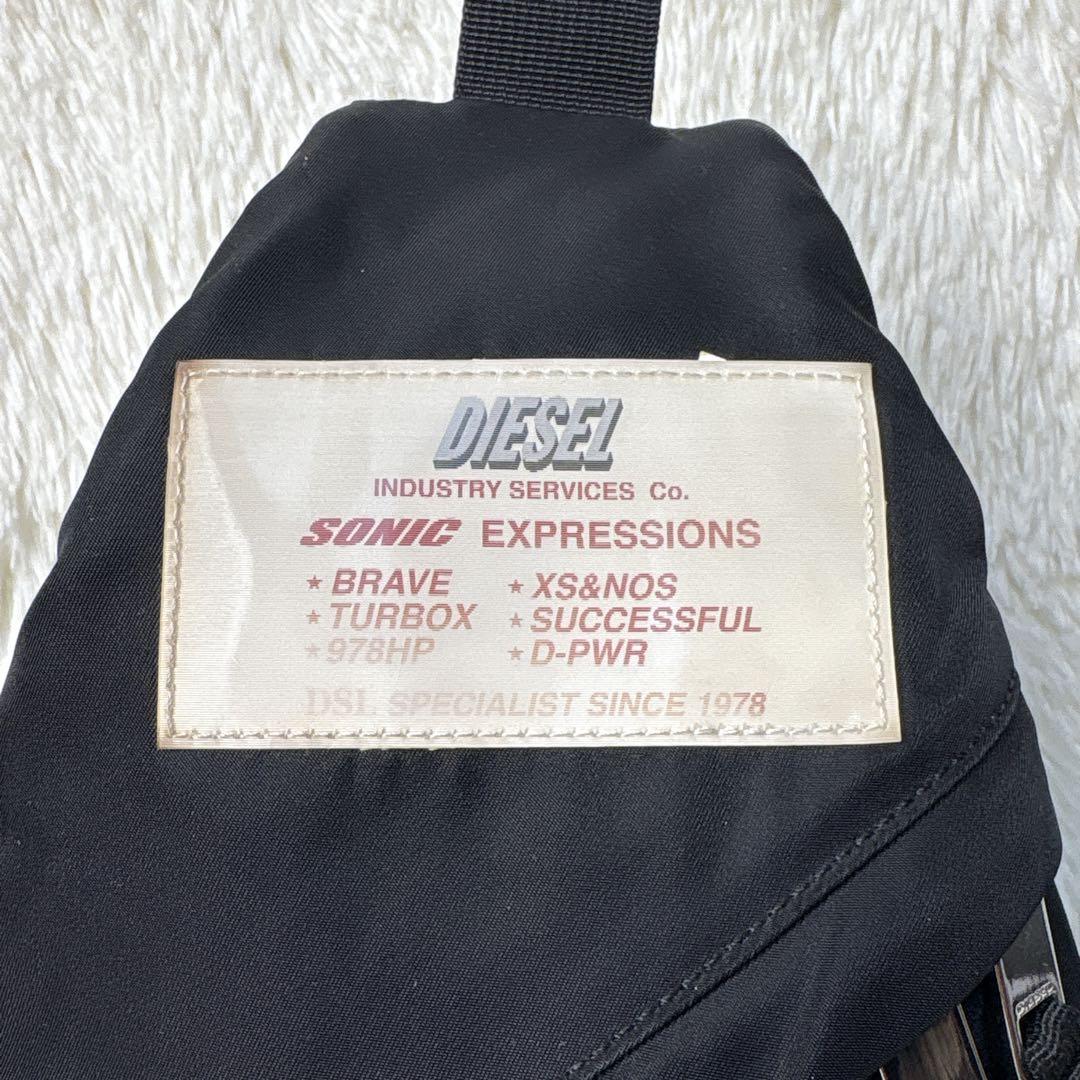 DIESEL
INDUSTRY SERVICES Co.
SONIC EXPRESSIONS
★ BRAVE ★ XS&NOS
★ TURBOX ★ SUCCESSFUL
★ 978HP ★ D-PWR
DSL SPECIALIST SINCE 1978